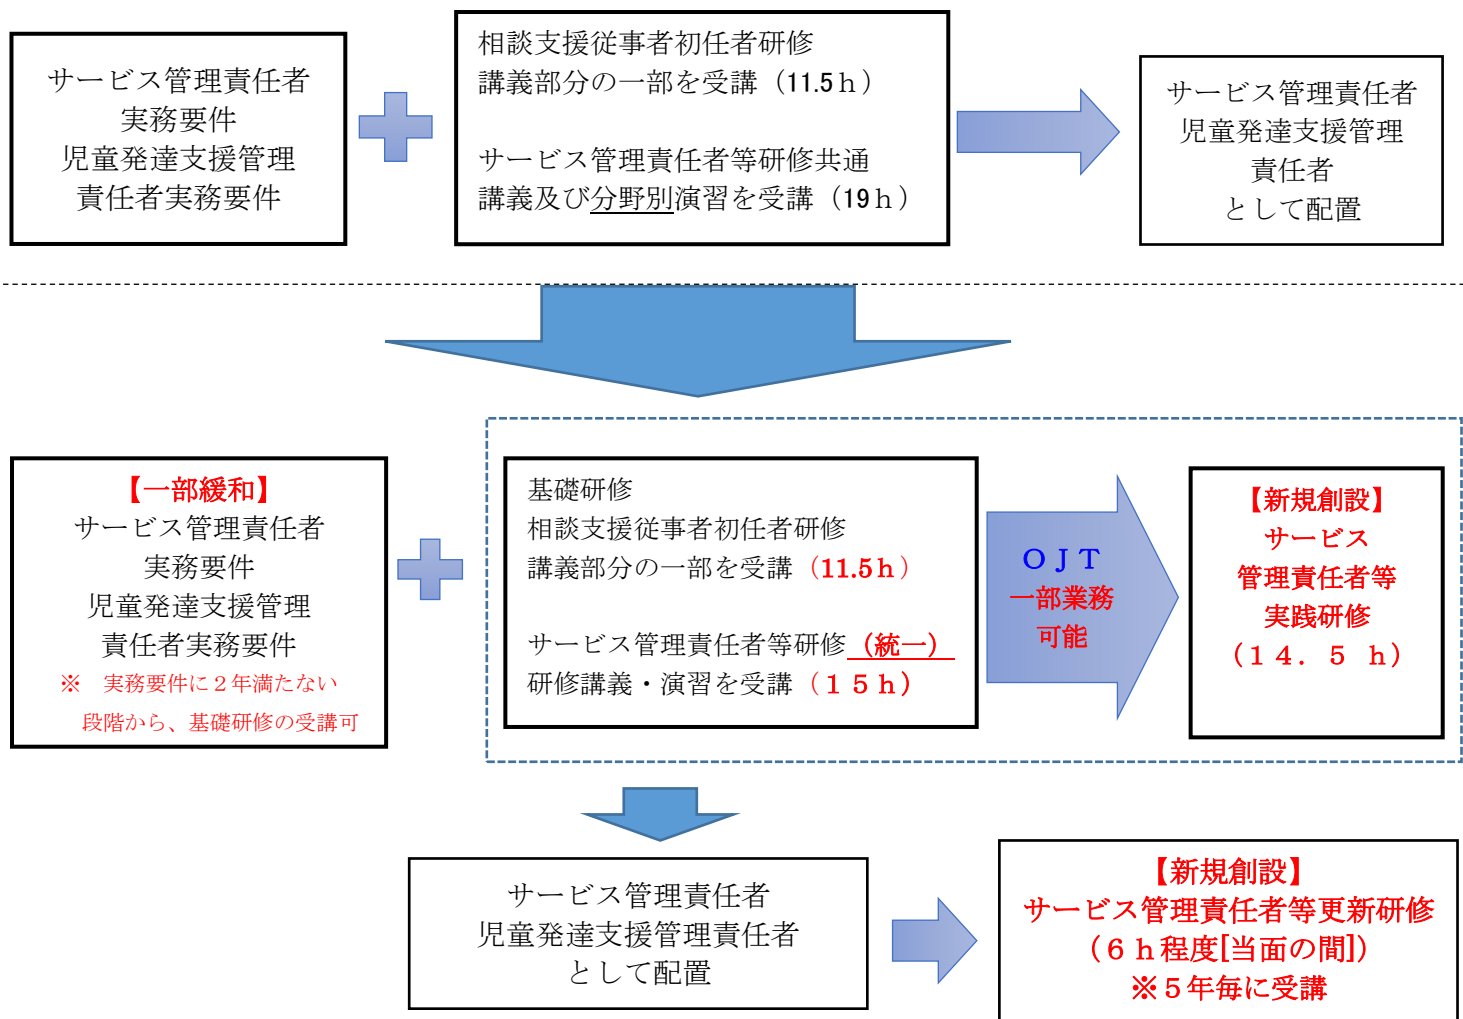 サービス管理責任者
実務要件
児童発達支援管理
責任者実務要件
相談支援従事者初任者研修
講義部分の一部を受講（11.5ｈ）
サービス管理責任者等研修共通
講義及び分野別演習を受講（19ｈ）
サービス管理責任者
児童発達支援管理
責任者
として配置
【一部緩和】
サービス管理責任者
実務要件
児童発達支援管理
責任者実務要件
※　実務要件に２年満たない
段階から、基礎研修の受講可
基礎研修
相談支援従事者初任者研修
講義部分の一部を受講（11.5ｈ）
サービス管理責任者等研修（統一）
研修講義・演習を受講（１５ｈ）
ＯＪＴ
一部業務
可能
【新規創設】
サービス
管理責任者等
実践研修
（１４．５ｈ）
サービス管理責任者
児童発達支援管理責任者
として配置
【新規創設】
サービス管理責任者等更新研修
（６ｈ程度[当面の間]）
※５年毎に受講